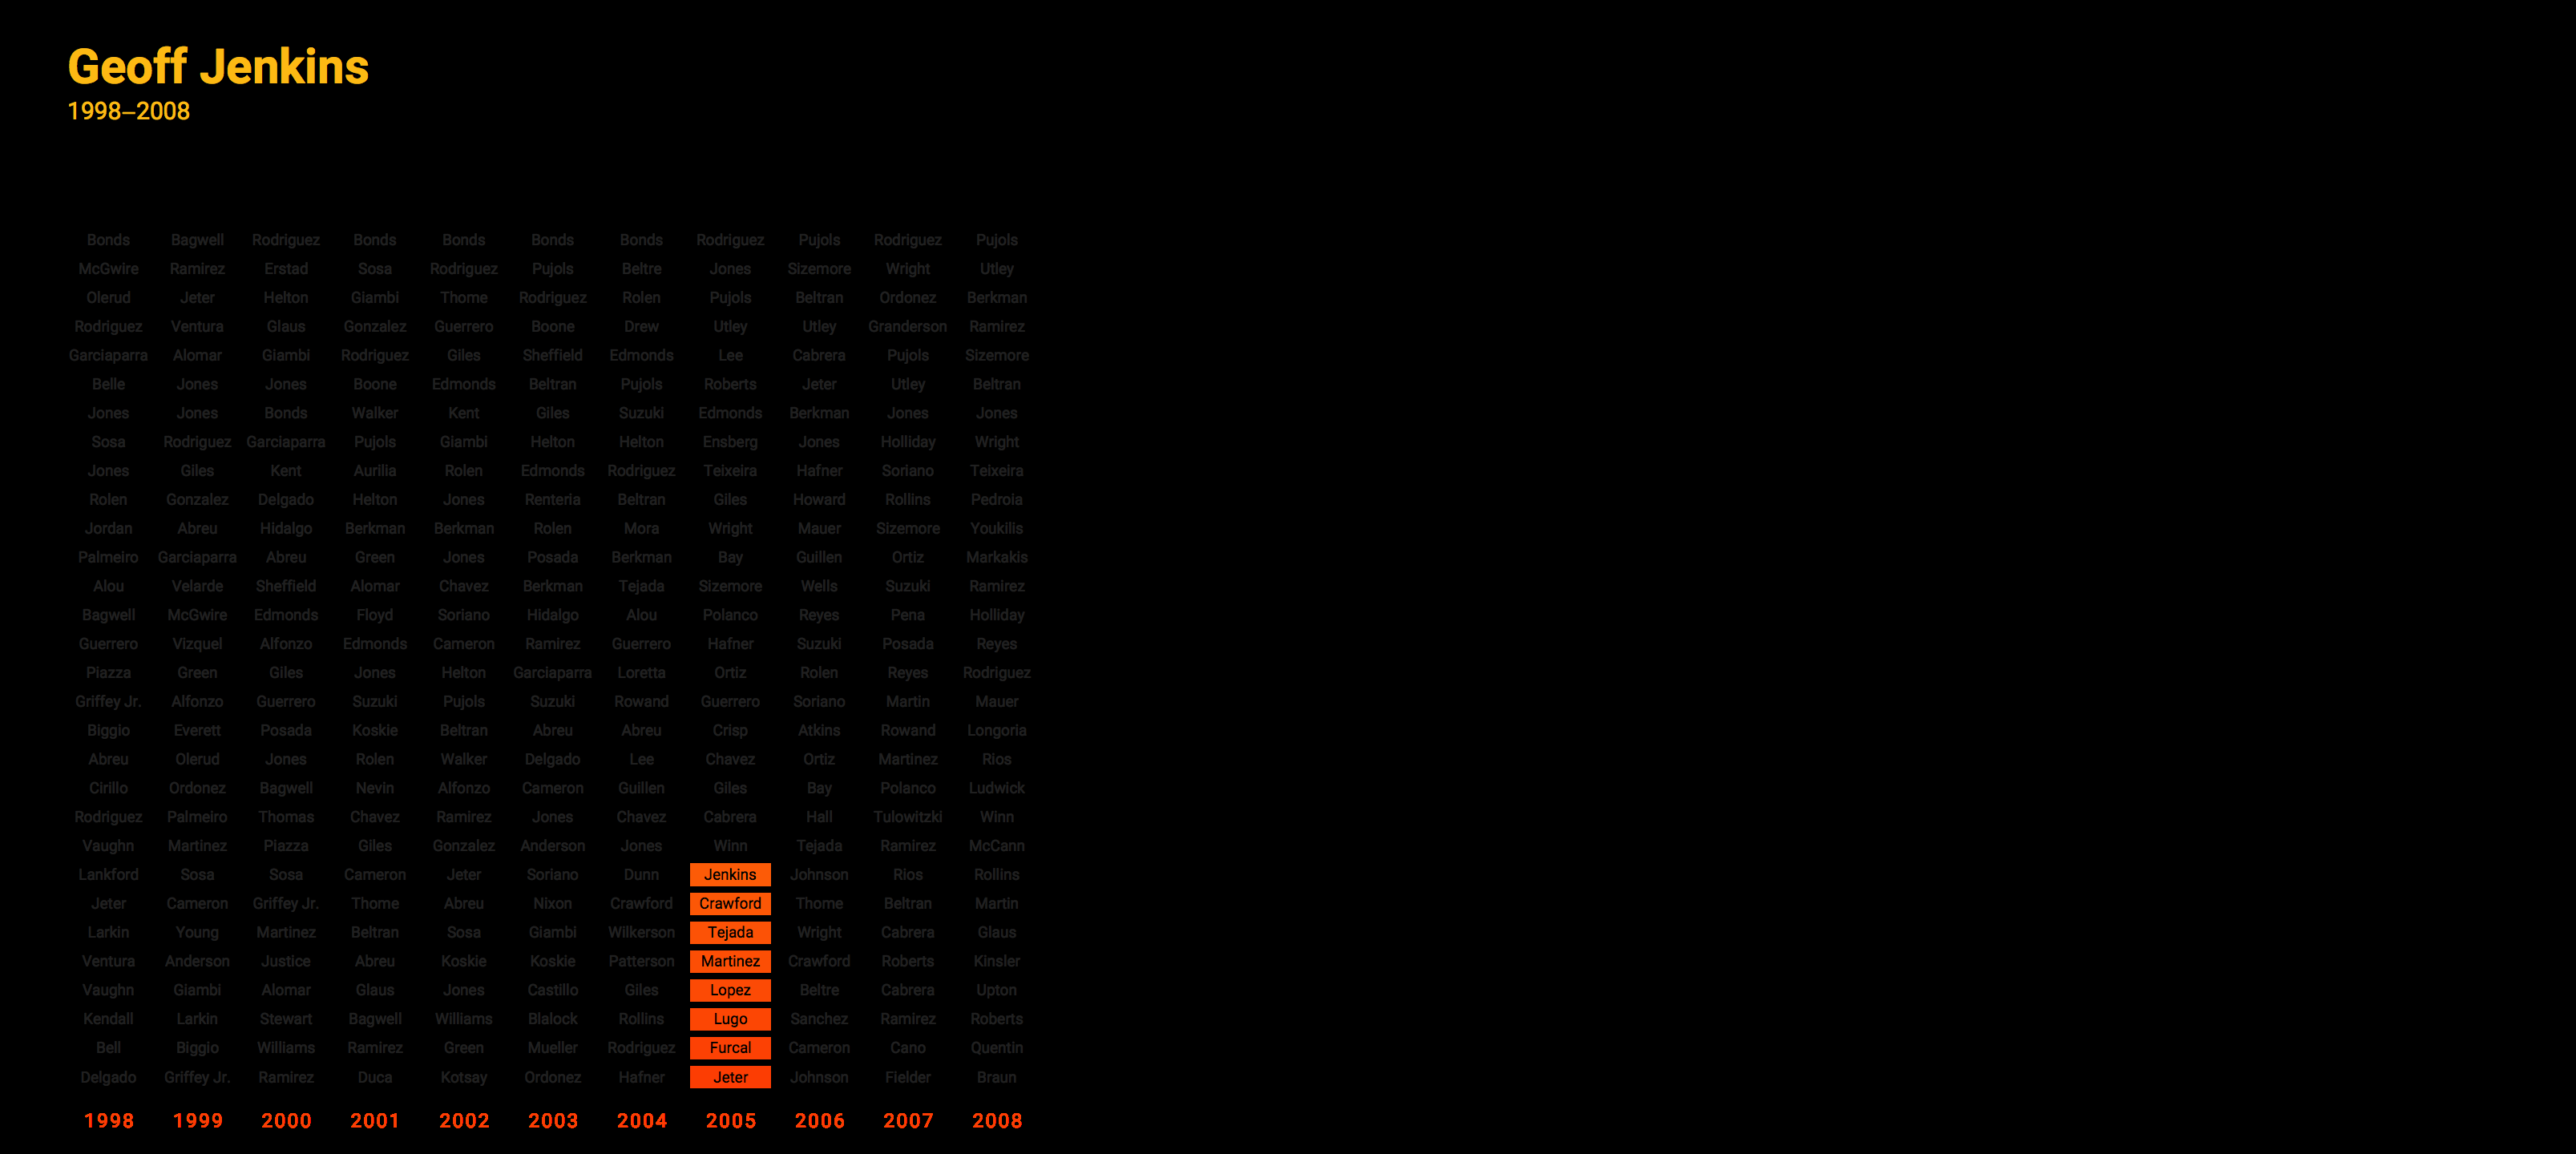 Geoff Jenkins
1998–2008
Bonds Bagwell Rodriguez Bonds Bonds Bonds Bonds Rodriguez Pujols Rodriguez Pujols
McGwire Ramirez Erstad Sosa Rodriguez Pujols Beltre Jones Sizemore Wright Utley
Olerud Jeter Helton Giambi Thome Rodriguez Rolen Pujols Beltran Ordonez Berkman
Rodriguez Ventura Glaus Gonzalez Guerrero Boone Drew Utley Utley Granderson Ramirez
Garciaparra Alomar Giambi Rodriguez Giles Sheffield Edmonds Lee Cabrera Pujols Sizemore
Belle Jones Jones Boone Edmonds Beltran Pujols Roberts Jeter Utley Beltran
Jones Jones Bonds Walker Kent Giles Suzuki Edmonds Berkman Jones Jones
Sosa Rodriguez Garciaparra Pujols Giambi Helton Helton Ensberg Jones Holliday Wright
Jones Giles Kent Aurilia Rolen Edmonds Rodriguez Teixeira Hafner Soriano Teixeira
Rolen Gonzalez Delgado Helton Jones Renteria Beltran Giles Howard Rollins Pedroia
Jordan Abreu Hidalgo Berkman Berkman Rolen Mora Wright Mauer Sizemore Youkilis
Palmeiro Garciaparra Abreu Green Jones Posada Berkman Bay Guillen Ortiz Markakis
Alou Velarde Sheffield Alomar Chavez Berkman Tejada Sizemore Wells Suzuki Ramirez
Bagwell McGwire Edmonds Floyd Soriano Hidalgo Alou Polanco Reyes Pena Holliday
Guerrero Vizquel Alfonzo Edmonds Cameron Ramirez Guerrero Hafner Suzuki Posada Reyes
Piazza Green Giles Jones Helton Garciaparra Loretta Ortiz Rolen Reyes Rodriguez
Griffey Jr. Alfonzo Guerrero Suzuki Pujols Suzuki Rowand Guerrero Soriano Martin Mauer
Biggio Everett Posada Koskie Beltran Abreu Abreu Crisp Atkins Rowand Longoria
Abreu Olerud Jones Rolen Walker Delgado Lee Chavez Ortiz Martinez Rios
Cirillo Ordonez Bagwell Nevin Alfonzo Cameron Guillen Giles Bay Polanco Ludwick
Rodriguez Palmeiro Thomas Chavez Ramirez Jones Chavez Cabrera Hall Tulowitzki Winn
Vaughn Martinez Piazza Giles Gonzalez Anderson Jones Winn Tejada Ramirez McCann
Lankford Sosa Sosa Cameron Jeter Soriano Dunn Jenkins Johnson Rios Rollins
Jeter Cameron Griffey Jr. Thome Abreu Nixon Crawford Crawford Thome Beltran Martin
Larkin Young Martinez Beltran Sosa Giambi Wilkerson Tejada Wright Cabrera Glaus
Ventura Anderson Justice Abreu Koskie Koskie Patterson Martinez Crawford Roberts Kinsler
Vaughn Giambi Alomar Glaus Jones Castillo Giles Lopez Beltre Cabrera Upton
Kendall Larkin Stewart Bagwell Williams Blalock Rollins Lugo Sanchez Ramirez Roberts
Bell Biggio Williams Ramirez Green Mueller Rodriguez Furcal Cameron Cano Quentin
Delgado Griffey Jr. Ramirez Duca Kotsay Ordonez Hafner Jeter Johnson Fielder Braun
1998 1999 2000 2001 2002 2003 2004 2005 2006 2007 2008